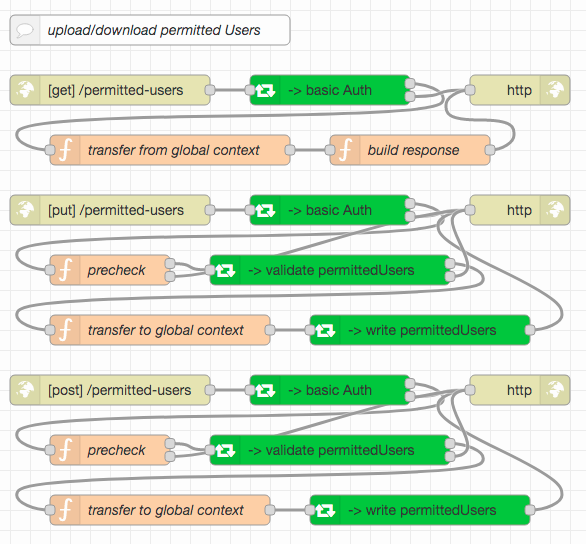 upload/download permitted Users
[get] /permitted-users
-> basic Auth
http
transfer from global context
build response
[put] /permitted-users
-> basic Auth
http
precheck
-> validate permittedUsers
transfer to global context
-> write permittedUsers
[post] /permitted-users
-> basic Auth
http
precheck
-> validate permittedUsers
transfer to global context
-> write permittedUsers